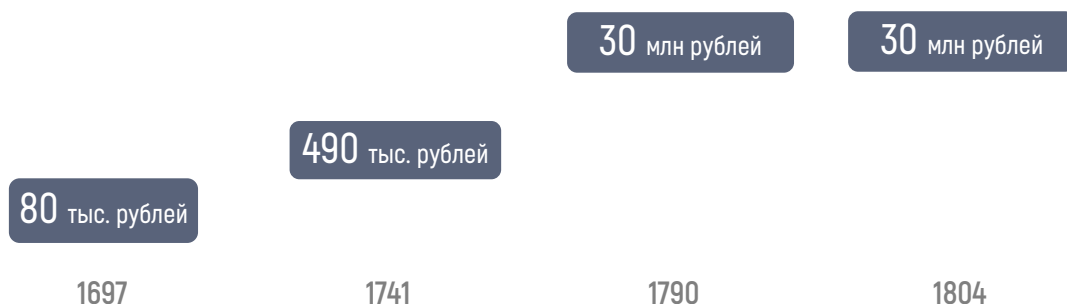 30 млн рублей
30 млн рублей
490 тыс. рублей
80 тыс. рублей
1697
1741
1790
1804